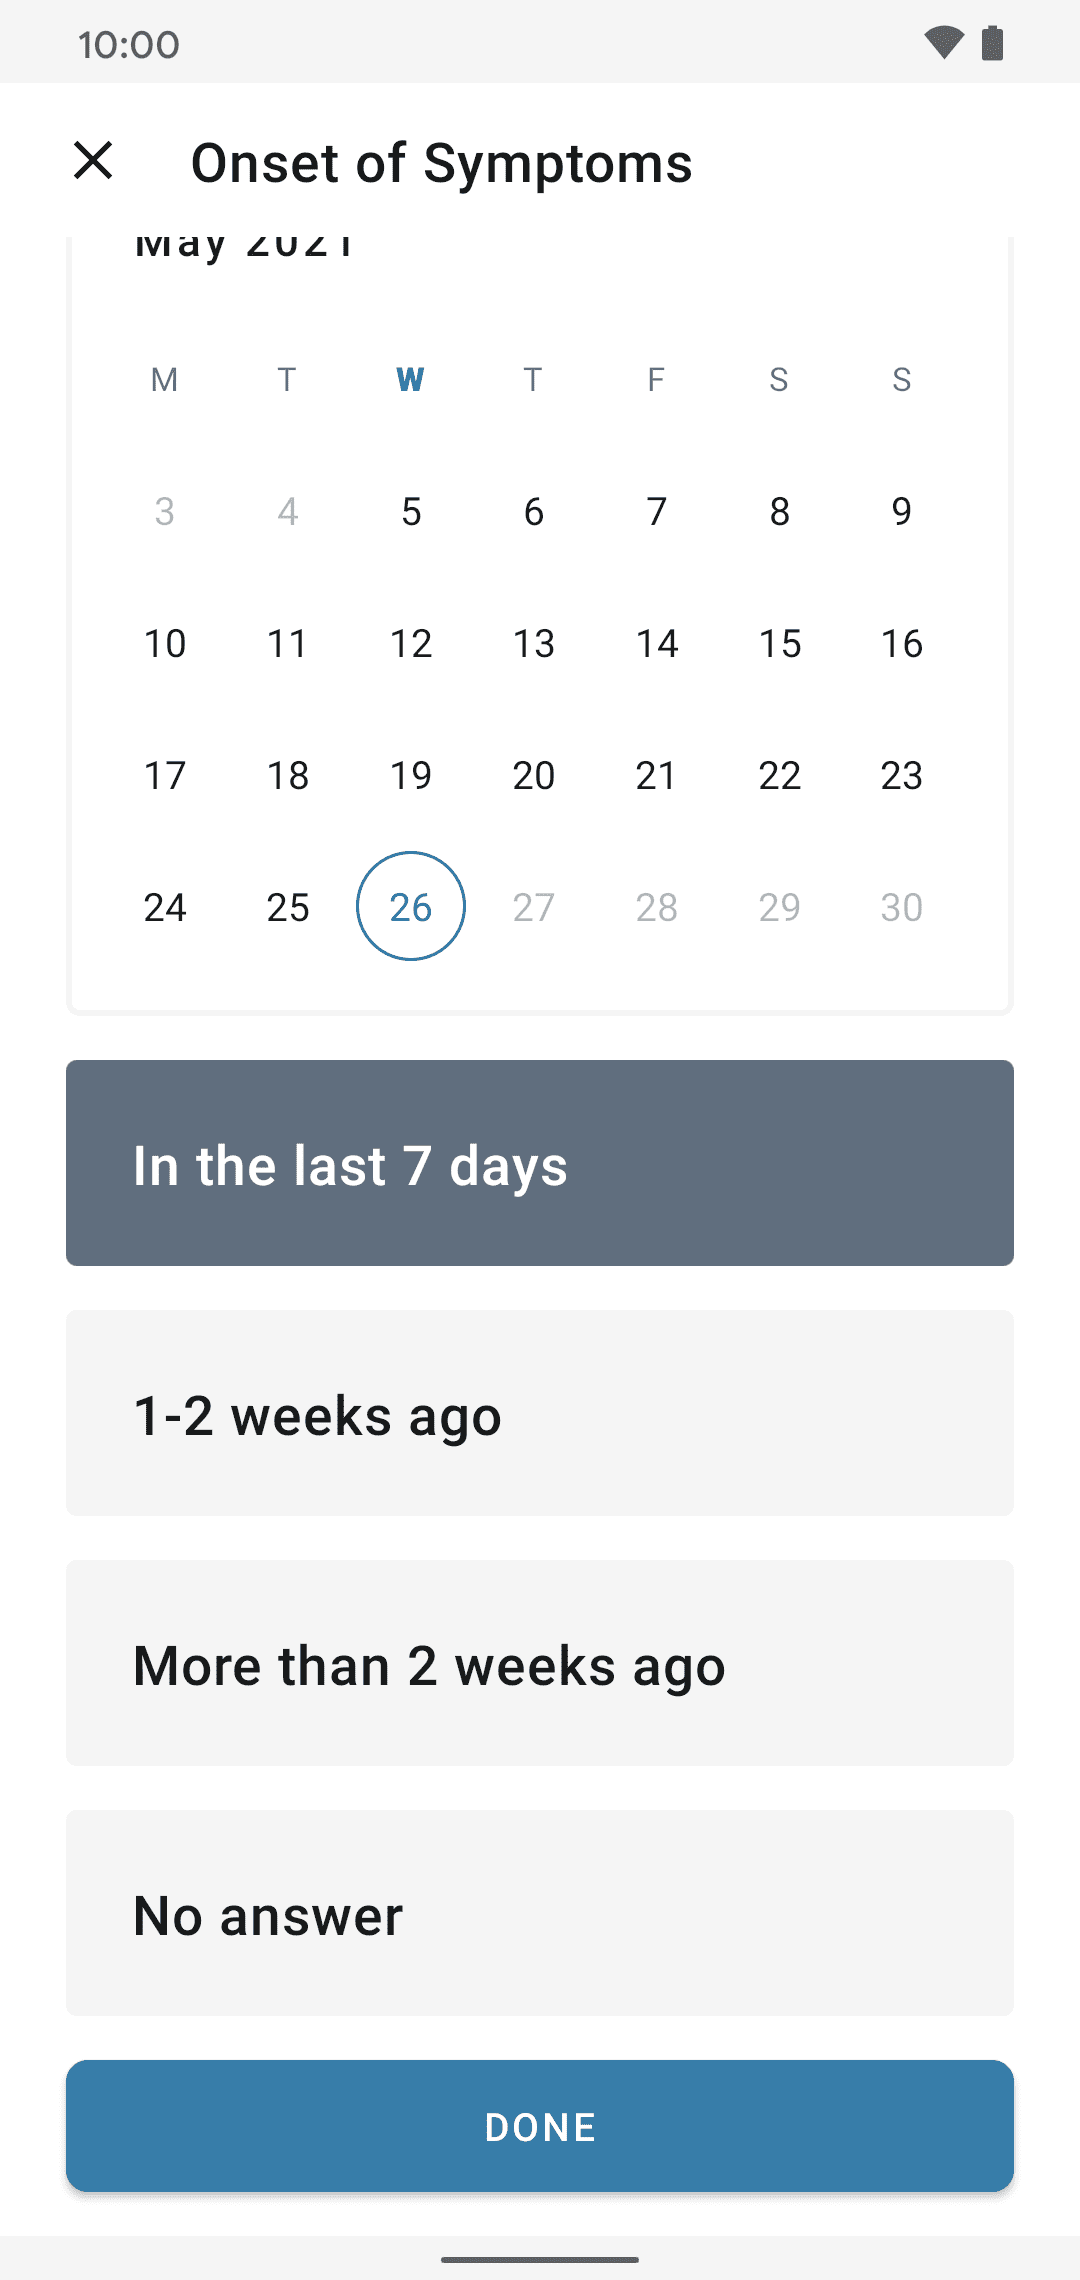 10:00
Onset of Symptoms
May 2021
M T W T F S S
3 4 5 6 7 8 9
10 11 12 13 14 15 16
17 18 19 20 21 22 23
24 25 26 27 28 29 30
In the last 7 days
1-2 weeks ago
More than 2 weeks ago
No answer
DONE